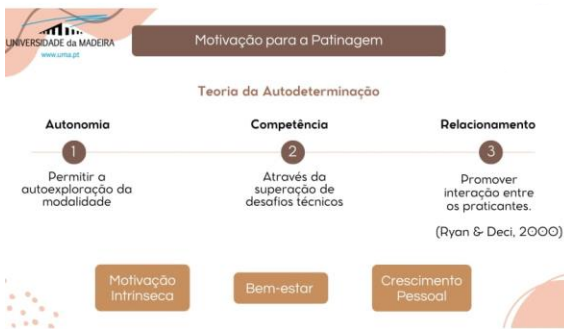 UNIVERSIDADE da MADEIRA
www.uma.pt
Motivação para a Patinagem
Teoria da Autodeterminação
Autonomia
Competência
Relacionamento
1
2
3
Permitir a
autoexploração da
modalidade
Através da
superação de
desafios técnicos
Promover
interação entre
os praticantes.
(Ryan & Deci, 2000)
Motivação
Intrinseca
Bem-estar
Crescimento
Pessoal